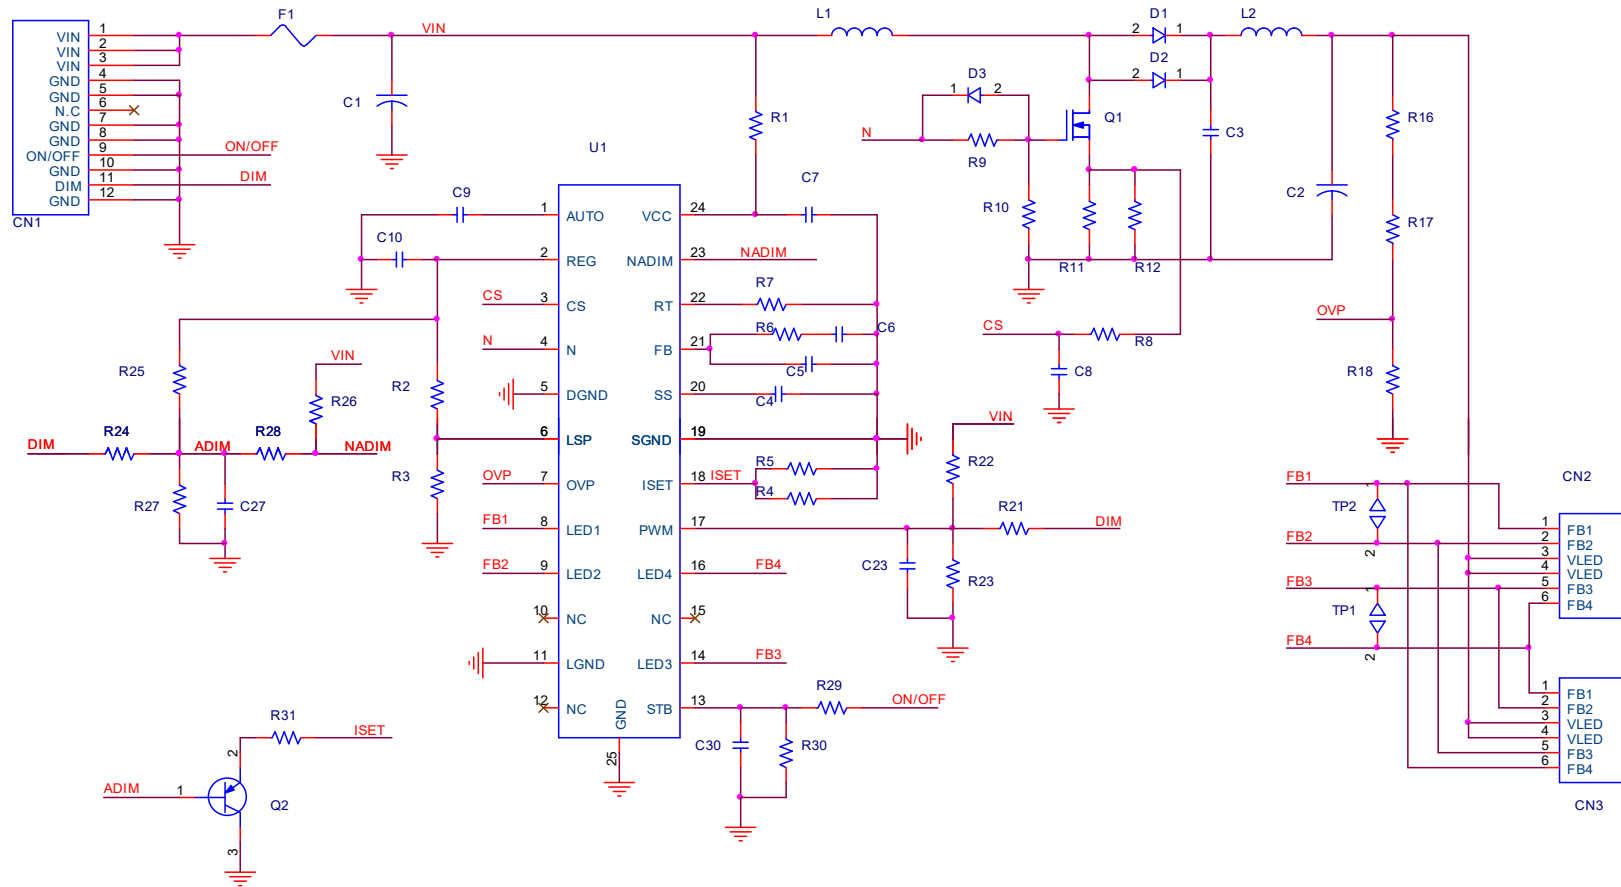 F1
VIN
L1
D1
L2
1 VIN
2 VIN
3 VIN
4 GND
5 GND
6 N.C
7 GND
8 GND
9 ON/OFF ON/OFF
10 GND
11 DIM DIM
12 GND
CN1
C1
R1
2 1
D2
2 1
D3
1 2
N
R9
Q1
C3
R10
R11
R12
C2
R16
R17
OVP
R18
CS
R8
C8
U1
C9
C10
C7
1 AUTO VCC 24
2 REG NADIM 23 NADIM
CS 3 CS RT 22 R7
N 4 N FB 21 R6 C6
C5
5 DGND SS 20 C4
6 LSP SGND 19
OVP 7 OVP ISET 18 ISET R5
R4
FB1 8 LED1 PWM 17
FB2 9 LED2 LED4 16 FB4
10 NC NC 15
11 LGND LED3 14 FB3
12 NC STB 13
GND
25
R29
ON/OFF
C30
R30
R25
VIN
R26
R2
DIM
R24
ADIM
R28
NADIM
R27
C27
R3
VIN
R22
R21
DIM
C23
R23
R31
ISET
2
ADIM
1
Q2
3
FB1
TP2
1
2
FB2
FB3
TP1
1
2
FB4
CN2
1 FB1
2 FB2
3 VLED
4 VLED
5 FB3
6 FB4
1 FB1
2 FB2
3 VLED
4 VLED
5 FB3
6 FB4
CN3